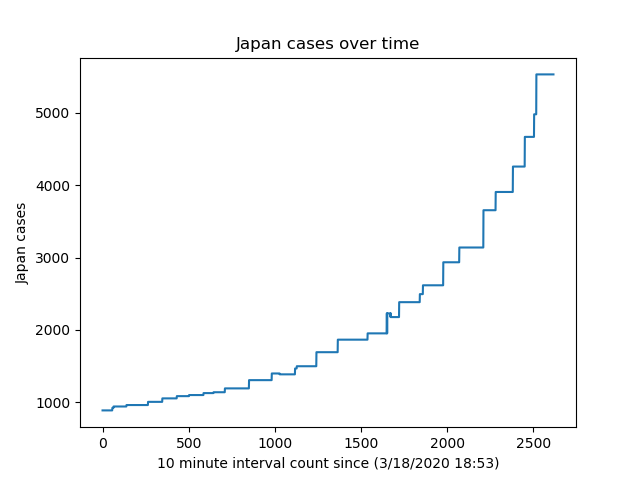 Japan cases over time
5000
4000
3000
2000
1000
Japan cases
0 500 1000 1500 2000 2500
10 minute interval count since (3/18/2020 18:53)